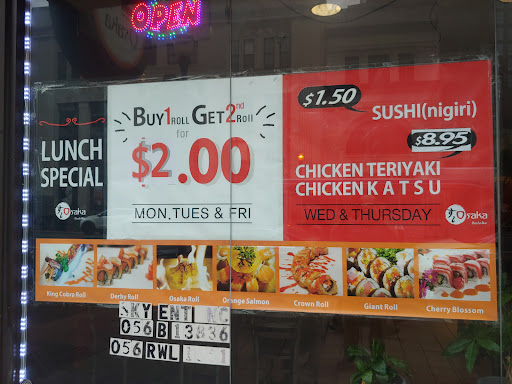 OPEN
LUNCH
SPECIAL
Osaka
BUY 1 ROLL GET 2nd Roll
for
$2.00
MON, TUES & FRI
$1.50
SUSHI(nigiri)
$8.95
CHICKEN TERIYAKI
CHICKEN KATSU
WED & THURSDAY
Osaka
King Cobra Roll
Derby Roll
Osaka Roll
Orange Salmon
Crown Roll
Giant Roll
Cherry Blossom
SKY ENT
056 B 13836
056 RWL